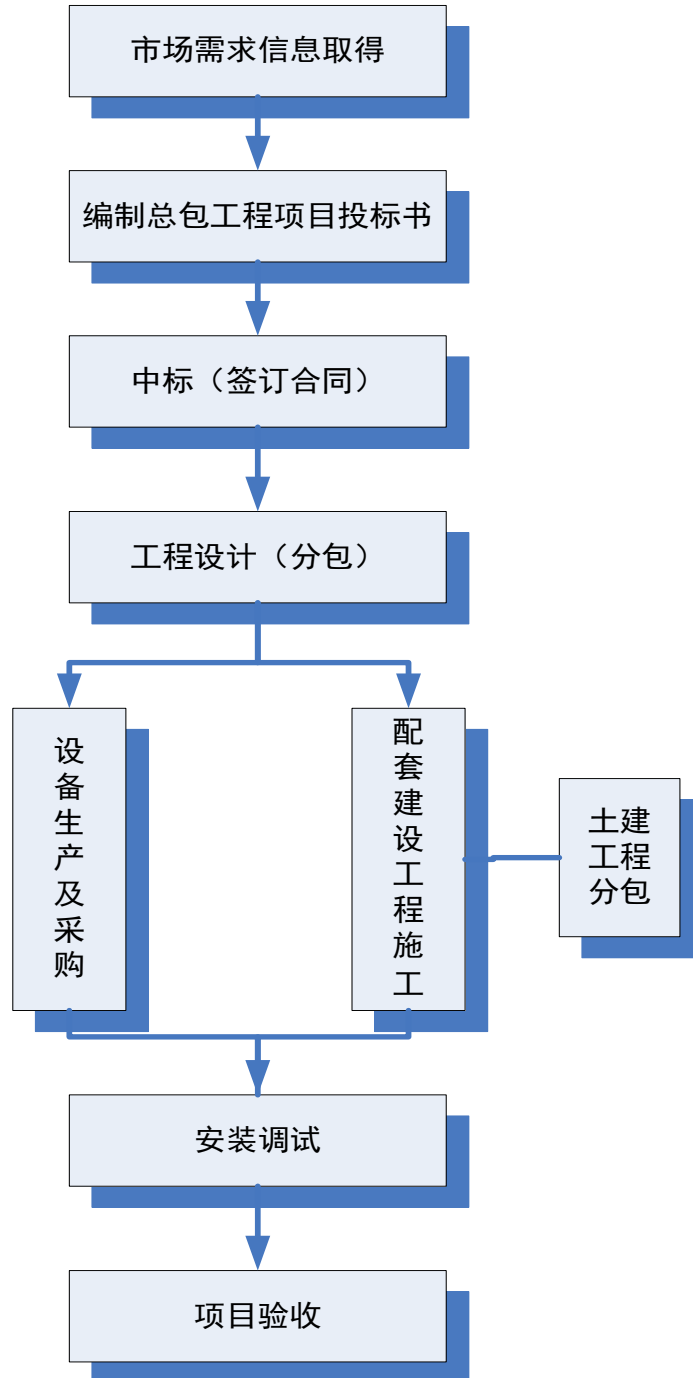 市场需求信息取得
编制总包工程项目投标书
中标（签订合同）
工程设计（分包）
设备生产及采购
配套建设工程施工
土建
工程
分包
安装调试
项目验收